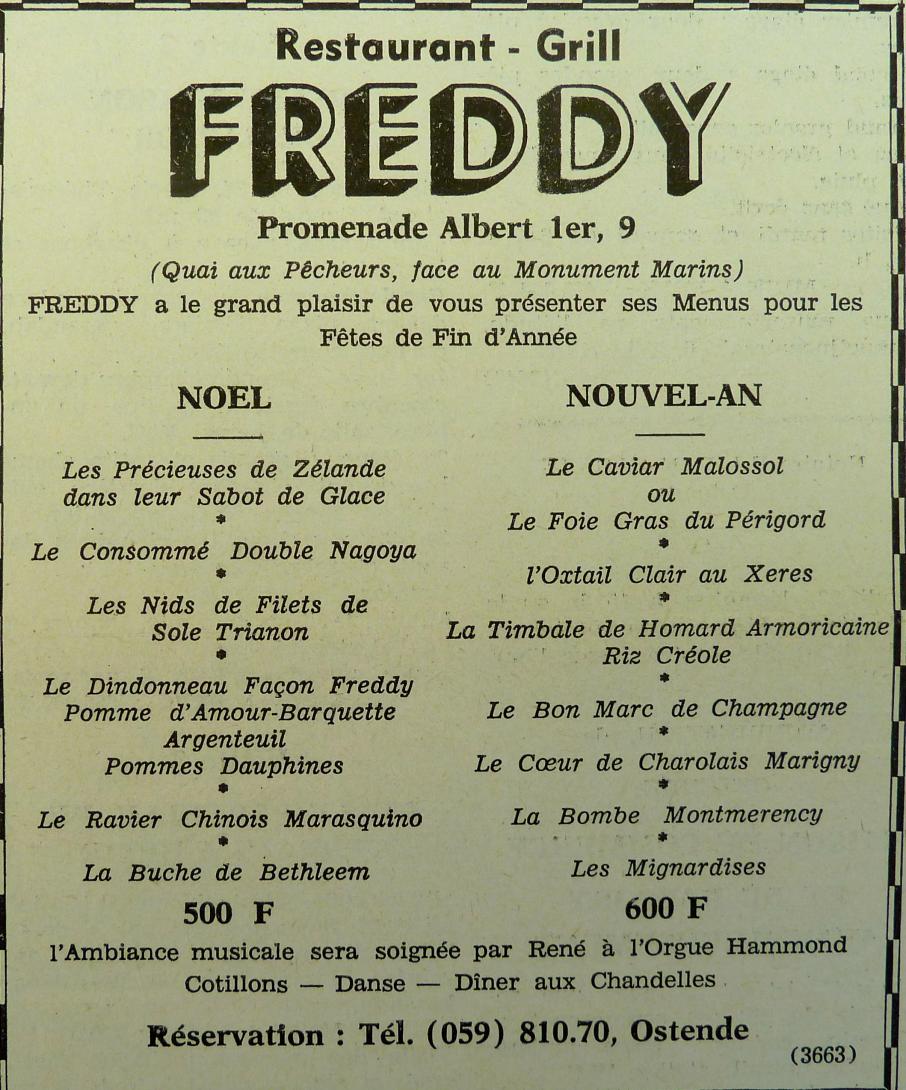 Restaurant - Grill
FREDDY
Promenade Albert 1er, 9
(Quai aux Pêcheurs, face au Monument Marins)
FREDDY a le grand plaisir de vous présenter ses Menus pour les
Fêtes de Fin d'Année
NOEL
Les Précieuses de Zélande
dans leur Sabot de Glace
*
Le Consommé Double Nagoya
*
Les Nids de Filets de
Sole Trianon
*
Le Dindonneau Façon Freddy
Pomme d'Amour-Barquette
Argenteuil
Pommes Dauphines
*
Le Ravier Chinois Marasquino
*
La Buche de Bethleem
500 F
NOUVEL-AN
Le Caviar Malossol
ou
Le Foie Gras du Périgord
*
l'Oxtail Clair au Xeres
*
La Timbale de Homard Armoricaine
Riz Créole
*
Le Bon Marc de Champagne
*
Le Cœur de Charolais Marigny
*
La Bombe Montmerency
*
Les Mignardises
600 F
l'Ambiance musicale sera soignée par René à l'Orgue Hammond
Cotillons — Danse — Dîner aux Chandelles
Réservation : Tél. (059) 810.70, Ostende
(3663)